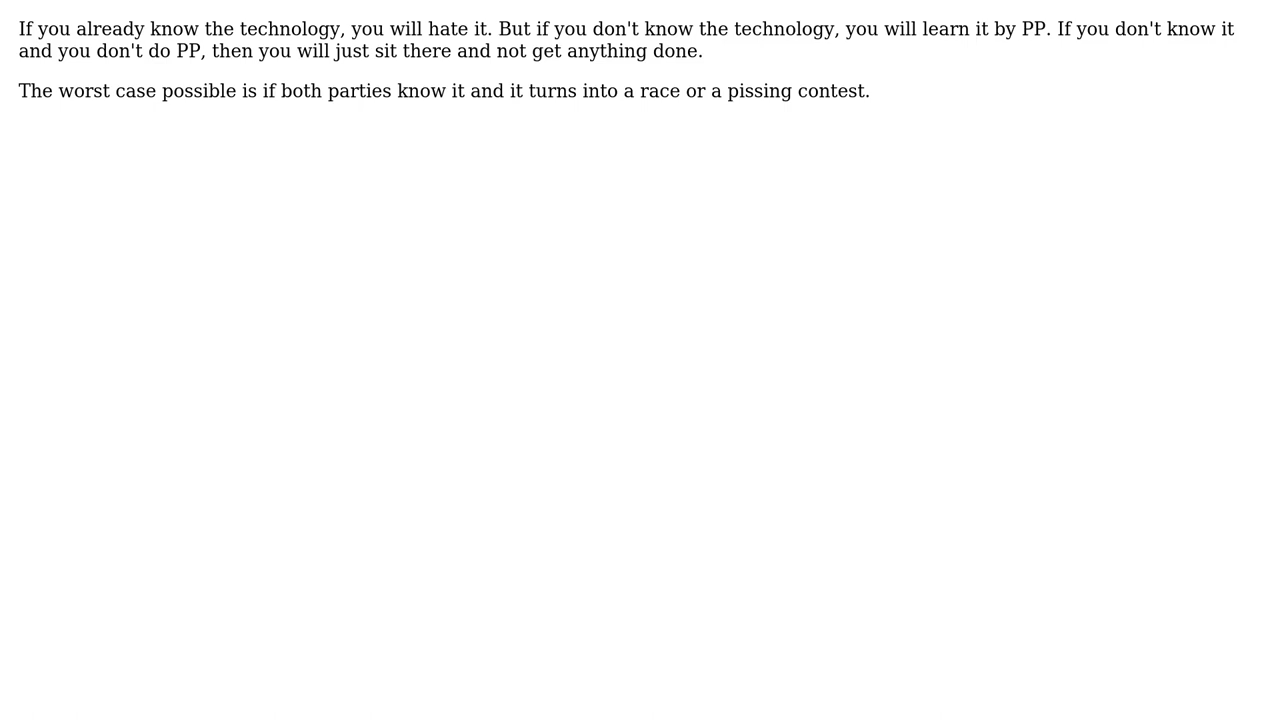 If you already know the technology, you will hate it. But if you don't know the technology, you will learn it by PP. If you don't know it
and you don't do PP, then you will just sit there and not get anything done.
The worst case possible is if both parties know it and it turns into a race or a pissing contest.